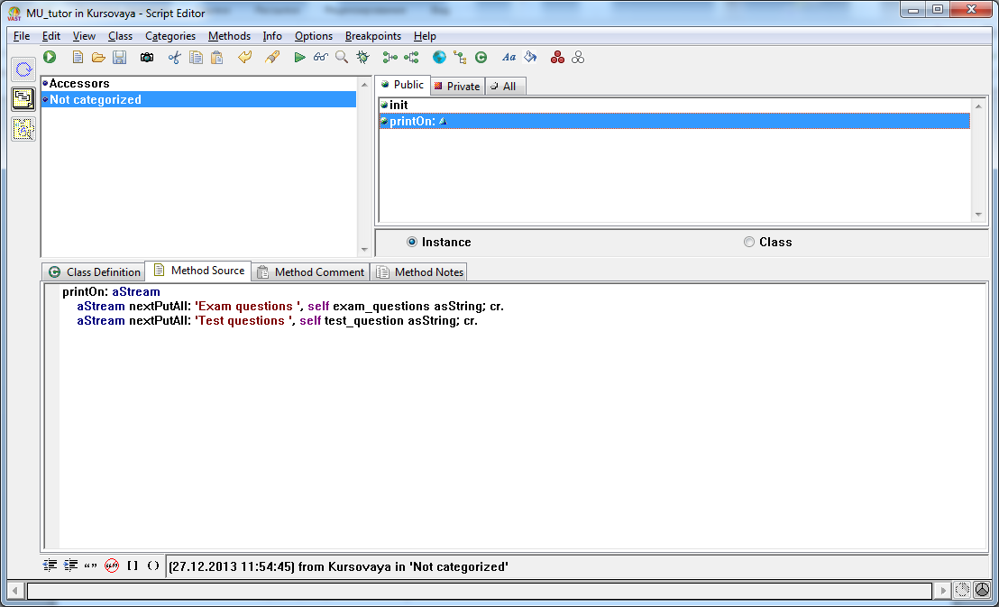 MU_tutor in Kursovaya - Script Editor
VAST
File Edit View Class Categories Methods Info Options Breakpoints Help
Aa
Accessors
Not categorized
Public Private All
init
printOn:
Instance Class
Class Definition Method Source Method Comment Method Notes
printOn: aStream
aStream nextPutAll: 'Exam questions ', self exam_questions asString; cr.
aStream nextPutAll: 'Test questions ', self test_question asString; cr.
“” [] ()
(27.12.2013 11:54:45) from Kursovaya in 'Not categorized'